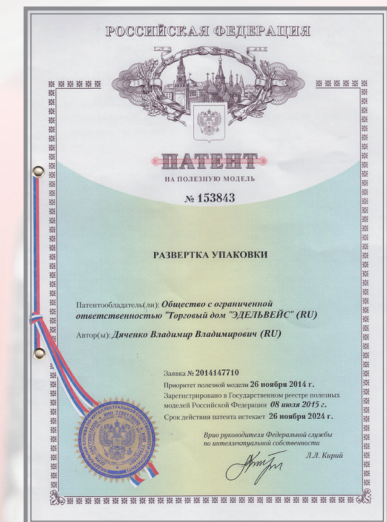 РОССИЙСКАЯ ФЕДЕРАЦИЯ
ПАТЕНТ
НА ПОЛЕЗНУЮ МОДЕЛЬ
№ 153843
РАЗВЕРТКА УПАКОВКИ
Патентообладатель(ли): Общество с ограниченной
ответственностью "Торговый дом "ЭДЕЛЬВЕЙС" (RU)
Автор(ы): Дяченко Владимир Владимирович (RU)
Заявка № 2014147710
Приоритет полезной модели 26 ноября 2014 г.
Зарегистрировано в Государственном реестре полезных
моделей Российской Федерации 08 июля 2015 г.
Срок действия патента истекает 26 ноября 2024 г.
Врио руководителя Федеральной службы
по интеллектуальной собственности
Л.Л. Кирий